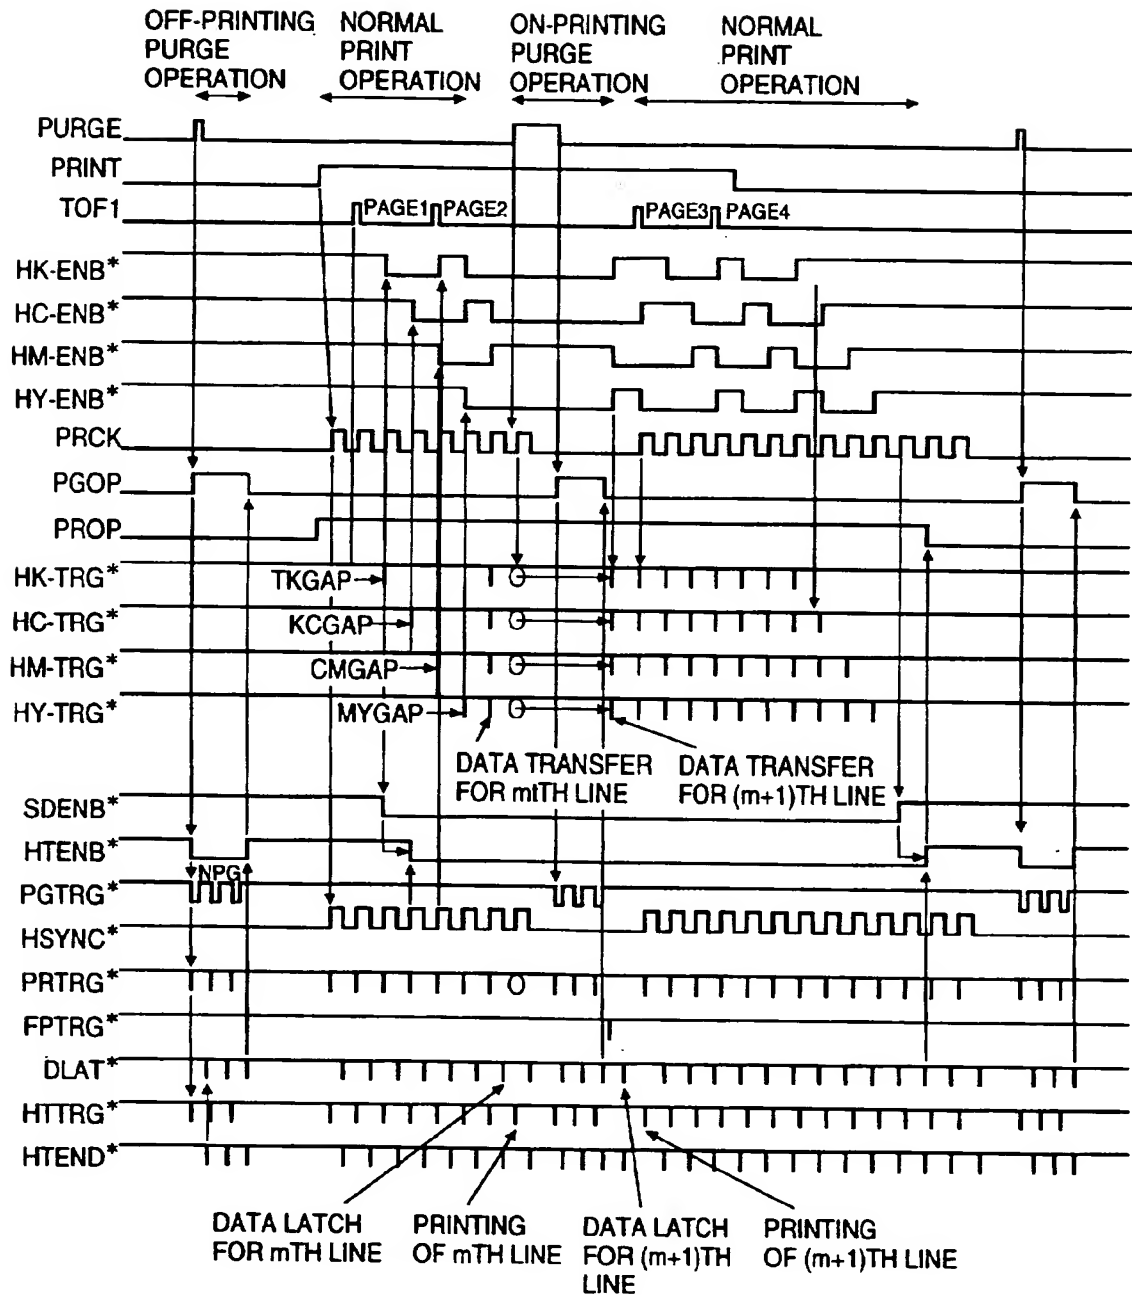 OFF-PRINTING
PURGE
OPERATION
NORMAL
PRINT
OPERATION
ON-PRINTING
PURGE
OPERATION
NORMAL
PRINT
OPERATION
PURGE
PRINT
TOF1
PAGE1
PAGE2
PAGE3
PAGE4
HK-ENB*
HC-ENB*
HM-ENB*
HY-ENB*
PRCK
PGOP
PROP
HK-TRG*
TKGAP
HC-TRG*
KCGAP
HM-TRG*
CMGAP
HY-TRG*
MYGAP
DATA TRANSFER
FOR mtTH LINE
DATA TRANSFER
FOR (m+1)TH LINE
SDENB*
HTENB*
NPG
PGTRG*
HSYNC*
PRTRG*
FPTRG*
DLAT*
HTTRG*
HTEND*
DATA LATCH
FOR mTH LINE
PRINTING
OF mTH LINE
DATA LATCH
FOR (m+1)TH
LINE
PRINTING
OF (m+1)TH LINE